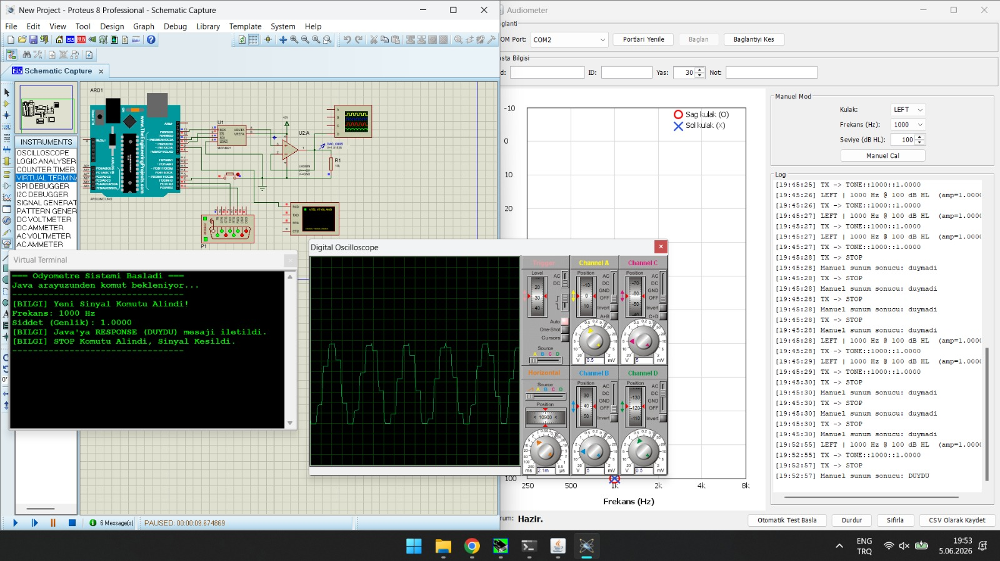 New Project - Proteus 8 Professional - Schematic Capture
File Edit View Tool Design Graph Debug Library Template System Help
Schematic Capture
INSTRUMENTS
OSCILLOSCOPE
LOGIC ANALYSER
COUNTER TIMER
VIRTUAL TERMIN
SPI DEBUGGER
I2C DEBUGGER
SIGNAL GENERAT
PATTERN GENER
DC VOLTMETER
DC AMMETER
AC VOLTMETER
AC AMMETER
ARD1
ARDUINO UNO
www.TheEngineeringProjects.com
U1
MCP4921
U2:A
R1
10k
P1
RXD
TXD
RTS
CTS
A
B
C
D
Virtual Terminal
=== Odyometre Sistemi Basladi ===
Java arayuzunden komut bekleniyor...
---------------------------------
[BILGI] Yeni Sinyal Komutu Alindi!
Frekans: 1000 Hz
Siddet (Genlik): 1.0000
[BILGI] Java'ya RESPONSE (DUYDU) mesaji iletildi.
[BILGI] STOP Komutu Alindi, Sinyal Kesildi.
---------------------------------
Digital Oscilloscope
Trigger
Level
AC
DC
Auto
One-Shot
Cursors
Source
A B C D
Channel A
Position
AC
DC
GND
OFF
Invert
A+B
V 0.5 mV
Channel C
Position
AC
DC
GND
OFF
Invert
C+D
V 5 mV
Horizontal
Source
A B C D
Position
< 10900 >
ms 2.1m µs
Channel B
Position
AC
DC
GND
OFF
Invert
V 5 mV
Channel D
Position
AC
DC
GND
OFF
Invert
V 0.5 mV
6 Message(s)
PAUSED: 00:00:09.674869
Audiometer
glanti
OM Port: COM2 Portlari Yenile Baglan Baglantiyi Kes
asta Bilgisi
d: ID: Yas: 30 Not:
Sag kulak (O)
Sol kulak (X)
-10
0
10
20
100
250 500 1k 2k 4k 8k
Frekans (Hz)
Manuel Mod
Kulak: LEFT
Frekans (Hz): 1000
Seviye (dB HL): 100
Manuel Cal
Log
[19:45:25] TX -> TONE::1000::1.0000
[19:45:26] LEFT | 1000 Hz @ 100 dB HL (amp=1.0000
[19:45:26] TX -> TONE::1000::1.0000
[19:45:27] LEFT | 1000 Hz @ 100 dB HL (amp=1.0000
[19:45:27] TX -> TONE::1000::1.0000
[19:45:27] LEFT | 1000 Hz @ 100 dB HL (amp=1.0000
[19:45:27] TX -> TONE::1000::1.0000
[19:45:28] TX -> STOP
[19:45:28] Manuel sunum sonucu: duymadi
[19:45:28] TX -> STOP
[19:45:28] Manuel sunum sonucu: duymadi
[19:45:28] TX -> STOP
[19:45:28] Manuel sunum sonucu: duymadi
[19:45:28] TX -> STOP
[19:45:28] Manuel sunum sonucu: duymadi
[19:45:28] LEFT | 1000 Hz @ 100 dB HL (amp=1.0000
[19:45:28] TX -> TONE::1000::1.0000
[19:45:29] LEFT | 1000 Hz @ 100 dB HL (amp=1.0000
[19:45:29] TX -> TONE::1000::1.0000
[19:45:30] TX -> STOP
[19:45:30] Manuel sunum sonucu: duymadi
[19:45:30] TX -> STOP
[19:45:30] Manuel sunum sonucu: duymadi
[19:45:30] TX -> STOP
[19:45:30] Manuel sunum sonucu: duymadi
[19:52:55] LEFT | 1000 Hz @ 100 dB HL (amp=1.0000
[19:52:55] TX -> TONE::1000::1.0000
[19:52:57] TX -> STOP
[19:52:57] Manuel sunum sonucu: DUYDU
rum: Hazir.
Otomatik Test Basla Durdur Sifirla CSV Olarak Kaydet
ENG
TRQ
19:53
5.06.2026